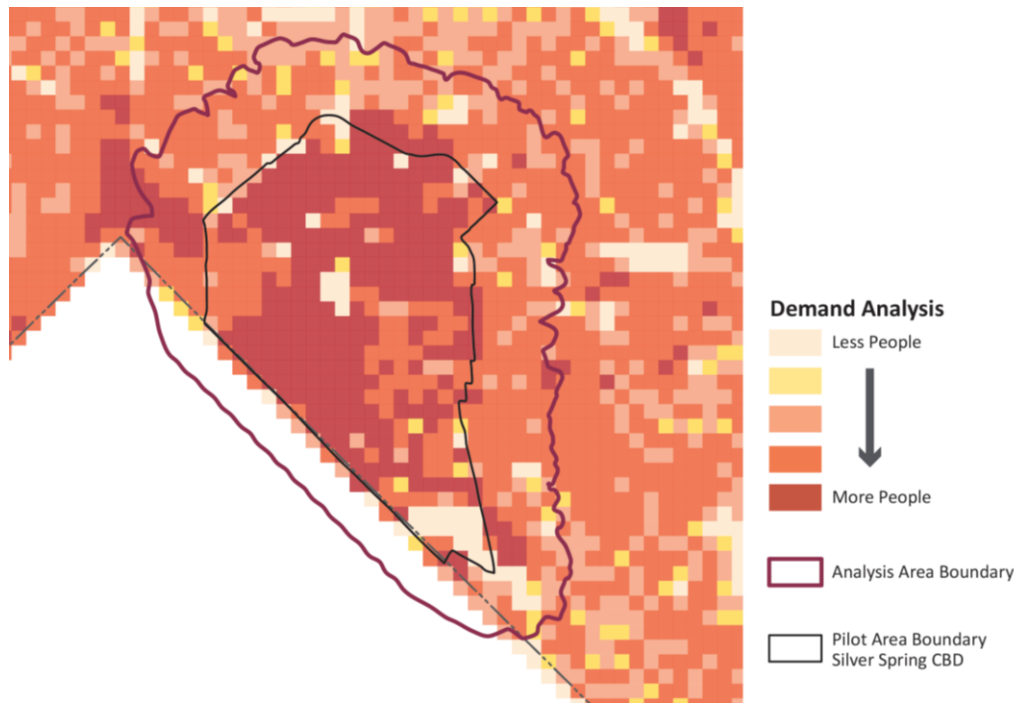 Demand Analysis
Less People
More People
Analysis Area Boundary
Pilot Area Boundary
Silver Spring CBD